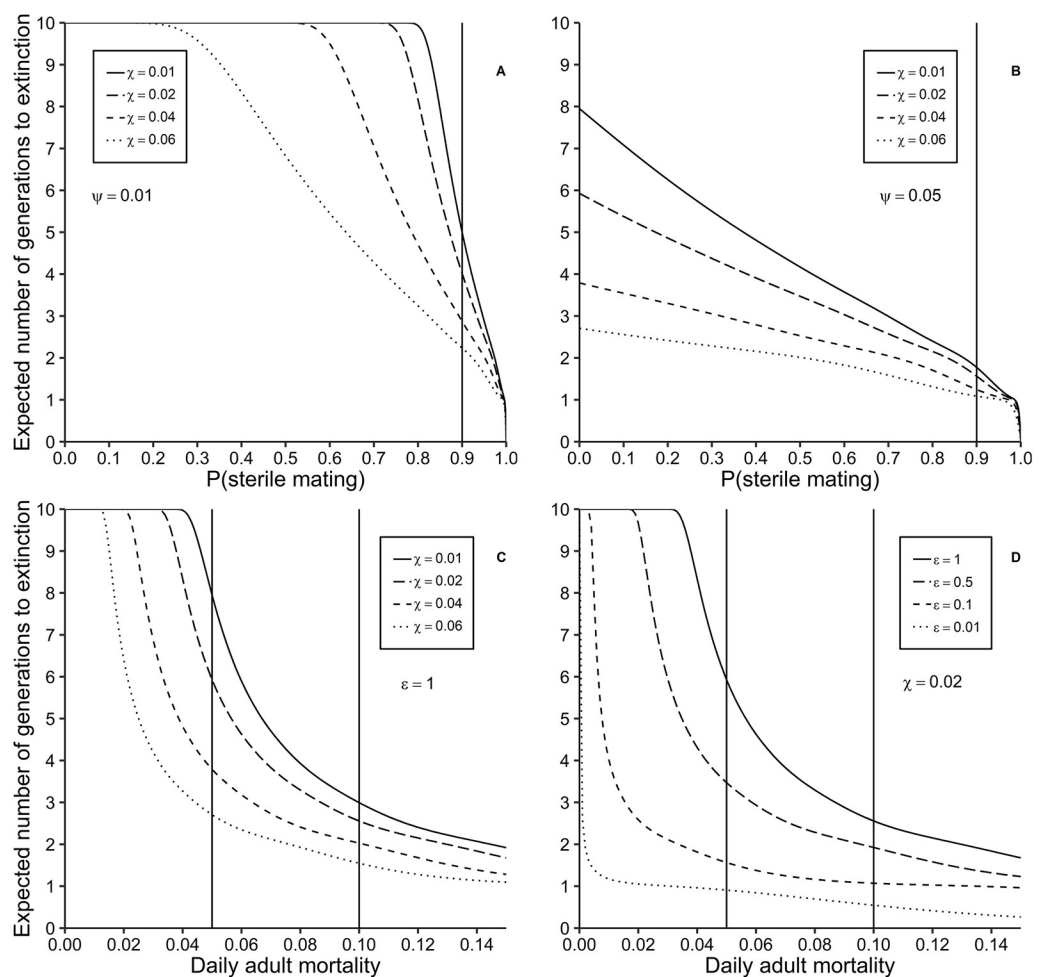 Expected number of generations to extinction
10
9
8
7
6
5
4
3
2
1
0
χ = 0.01
χ = 0.02
χ = 0.04
χ = 0.06
A
ψ = 0.01
0.0 0.1 0.2 0.3 0.4 0.5 0.6 0.7 0.8 0.9 1.0
P(sterile mating)
10
9
8
7
6
5
4
3
2
1
0
χ = 0.01
χ = 0.02
χ = 0.04
χ = 0.06
B
ψ = 0.05
0.0 0.1 0.2 0.3 0.4 0.5 0.6 0.7 0.8 0.9 1.0
P(sterile mating)
Expected number of generations to extinction
10
9
8
7
6
5
4
3
2
1
0
χ = 0.01
χ = 0.02
χ = 0.04
χ = 0.06
C
ε = 1
0.00 0.02 0.04 0.06 0.08 0.10 0.12 0.14
Daily adult mortality
10
9
8
7
6
5
4
3
2
1
0
ε = 1
ε = 0.5
ε = 0.1
ε = 0.01
D
χ = 0.02
0.00 0.02 0.04 0.06 0.08 0.10 0.12 0.14
Daily adult mortality